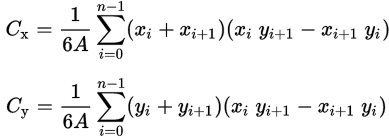 C_x = \frac{1}{6A} \sum_{i=0}^{n-1} (x_i + x_{i+1})(x_i y_{i+1} - x_{i+1} y_i)
C_y = \frac{1}{6A} \sum_{i=0}^{n-1} (y_i + y_{i+1})(x_i y_{i+1} - x_{i+1} y_i)